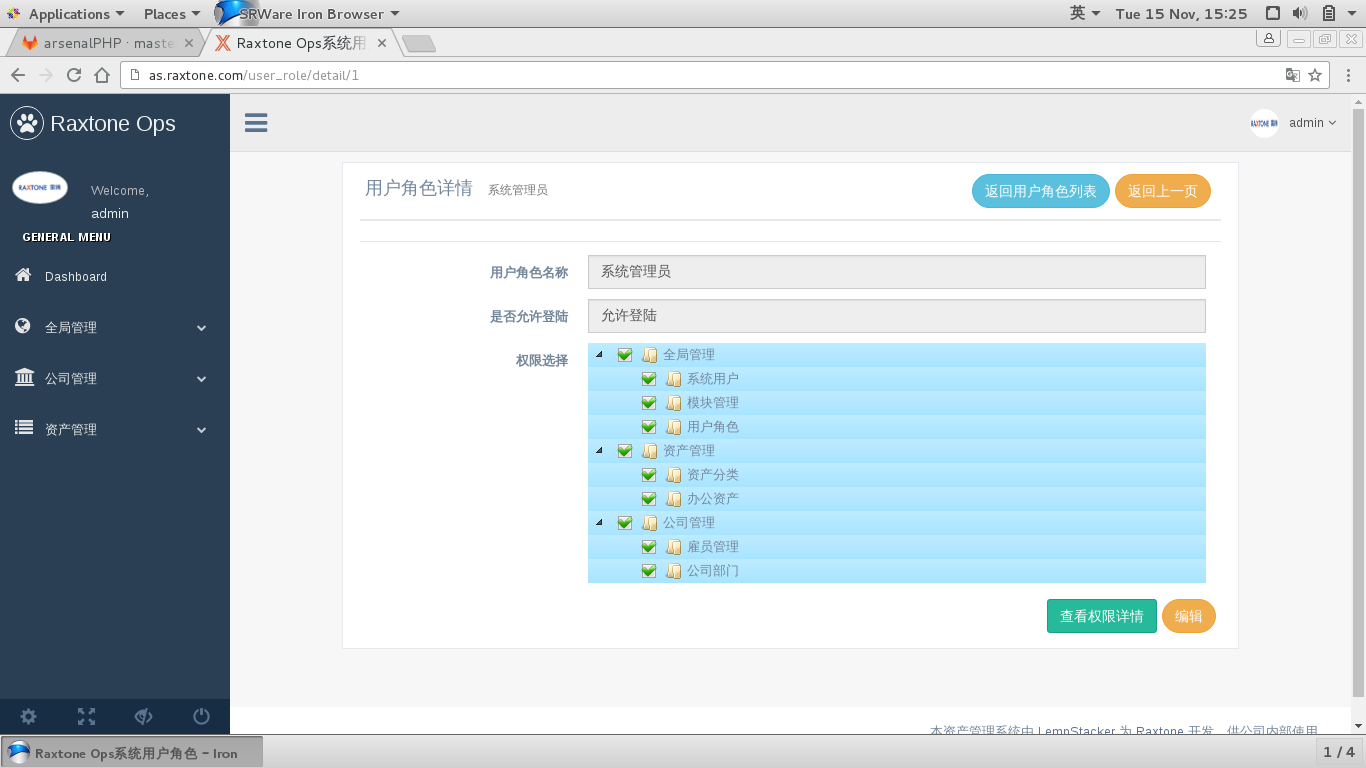 Applications Places SRWare Iron Browser 英 Tue 15 Nov, 15:25
arsenalPHP · maste Raxtone Ops系统用
as.raxtone.com/user_role/detail/1
Raxtone Ops
admin
RAXTONE
Welcome,
admin
GENERAL MENU
Dashboard
全局管理
公司管理
资产管理
用户角色详情 系统管理员 返回用户角色列表 返回上一页
用户角色名称 系统管理员
是否允许登陆 允许登陆
权限选择 全局管理
系统用户
模块管理
用户角色
资产管理
资产分类
办公资产
公司管理
雇员管理
公司部门
查看权限详情 编辑
本资产管理系统由 LempStacker 为 Raxtone 开发，供公司内部使用
Raxtone Ops系统用户角色 - Iron 1 / 4